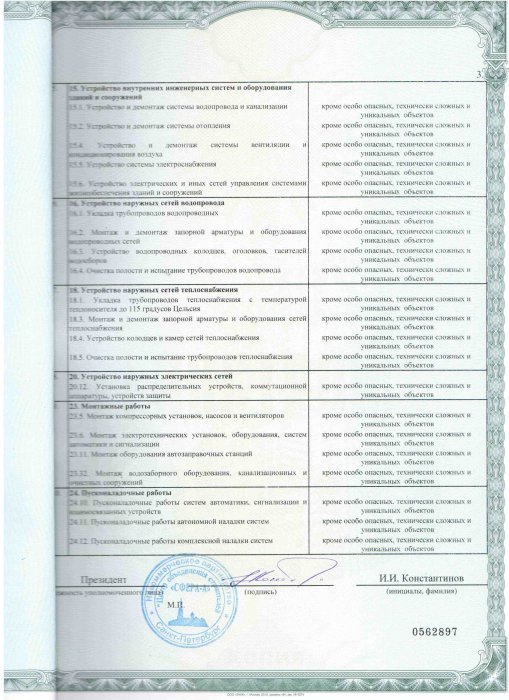 3
15. Устройство внутренних инженерных систем и оборудования
зданий и сооружений
15.1. Устройство и демонтаж системы водопровода и канализации
кроме особо опасных, технически сложных и
уникальных объектов
15.2. Устройство и демонтаж системы отопления
кроме особо опасных, технически сложных и
уникальных объектов
15.4. Устройство и демонтаж системы вентиляции и
кондиционирования воздуха
кроме особо опасных, технически сложных и
уникальных объектов
15.5. Устройство системы электроснабжения
кроме особо опасных, технически сложных и
уникальных объектов
15.6. Устройство электрических и иных сетей управления системами
жизнеобеспечения зданий и сооружений
кроме особо опасных, технически сложных и
уникальных объектов
16. Устройство наружных сетей водопровода
16.1. Укладка трубопроводов водопроводных
кроме особо опасных, технически сложных и
уникальных объектов
16.2. Монтаж и демонтаж запорной арматуры и оборудования
водопроводных сетей
кроме особо опасных, технически сложных и
уникальных объектов
16.3. Устройство водопроводных колодцев, оголовков, гасителей
водосборов
кроме особо опасных, технически сложных и
уникальных объектов
16.4. Очистка полости и испытание трубопроводов водопровода
кроме особо опасных, технически сложных и
уникальных объектов
18. Устройство наружных сетей теплоснабжения
18.1. Укладка трубопроводов теплоснабжения с температурой
теплоносителя до 115 градусов Цельсия
кроме особо опасных, технически сложных и
уникальных объектов
18.3. Монтаж и демонтаж запорной арматуры и оборудования сетей
теплоснабжения
кроме особо опасных, технически сложных и
уникальных объектов
18.4. Устройство колодцев и камер сетей теплоснабжения
кроме особо опасных, технически сложных и
уникальных объектов
18.5. Очистка полости и испытание трубопроводов теплоснабжения
кроме особо опасных, технически сложных и
уникальных объектов
20. Устройство наружных электрических сетей
20.12. Установка распределительных устройств, коммутационной
аппаратуры, устройств защиты
кроме особо опасных, технически сложных и
уникальных объектов
23. Монтажные работы
23.5. Монтаж компрессорных установок, насосов и вентиляторов
кроме особо опасных, технически сложных и
уникальных объектов
23.6. Монтаж электротехнических установок, оборудования, систем
автоматики и сигнализации
кроме особо опасных, технически сложных и
уникальных объектов
23.11. Монтаж оборудования автозаправочных станций
кроме особо опасных, технически сложных и
уникальных объектов
23.32. Монтаж водозаборного оборудования, канализационных и
очистных сооружений
кроме особо опасных, технически сложных и
уникальных объектов
24. Пусконаладочные работы
24.10. Пусконаладочные работы систем автоматики, сигнализации и
взаимосвязанных устройств
кроме особо опасных, технически сложных и
уникальных объектов
24.11. Пусконаладочные работы автономной наладки систем
кроме особо опасных, технически сложных и
уникальных объектов
24.12. Пусконаладочные работы комплексной наладки систем
кроме особо опасных, технически сложных и
уникальных объектов
Президент
И.И. Константинов
уполномоченного лица)
(подпись)
(инициалы, фамилия)
М.П.
Некоммерческое партнерство
«СФЕРА-А»
Санкт-Петербург
0562897